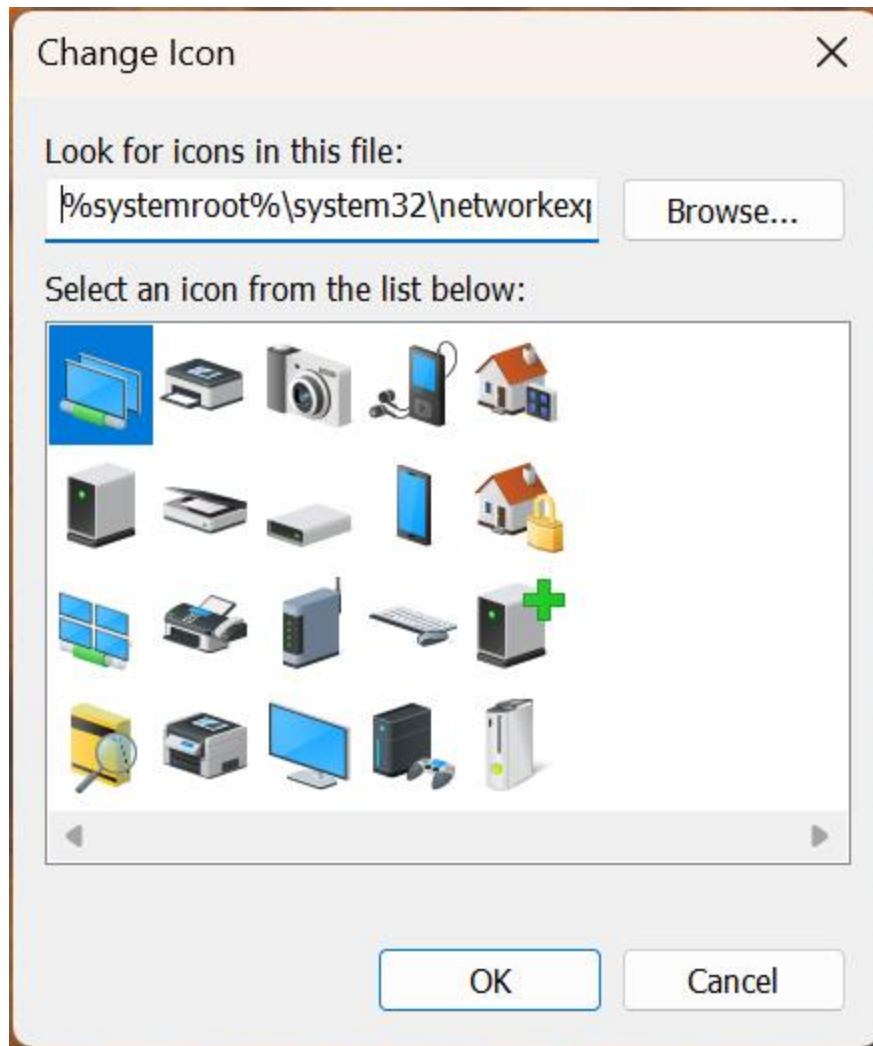 Change Icon
Look for icons in this file:
%systemroot%\system32\networkexp
Browse...
Select an icon from the list below:
OK
Cancel